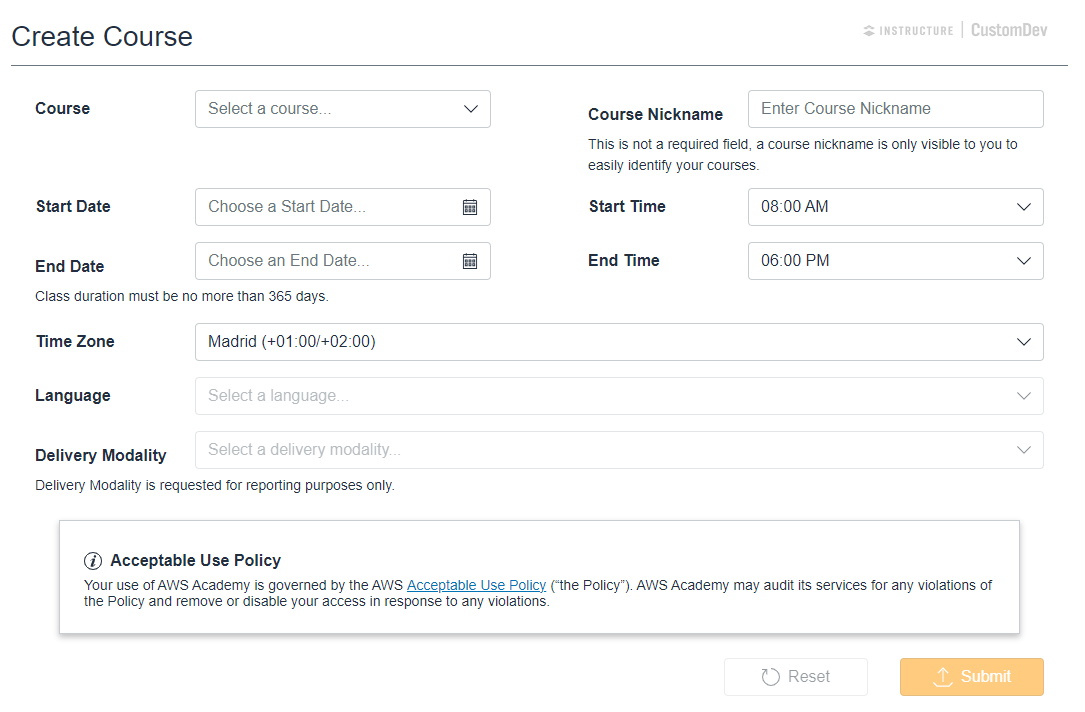 Create Course
INSTRUCTURE | CustomDev
Course
Select a course...
Course Nickname
Enter Course Nickname
This is not a required field, a course nickname is only visible to you to
easily identify your courses.
Start Date
Choose a Start Date...
Start Time
08:00 AM
End Date
Choose an End Date...
End Time
06:00 PM
Class duration must be no more than 365 days.
Time Zone
Madrid (+01:00/+02:00)
Language
Select a language...
Delivery Modality
Select a delivery modality...
Delivery Modality is requested for reporting purposes only.
Acceptable Use Policy
Your use of AWS Academy is governed by the AWS Acceptable Use Policy (“the Policy”). AWS Academy may audit its services for any violations of
the Policy and remove or disable your access in response to any violations.
Reset
Submit